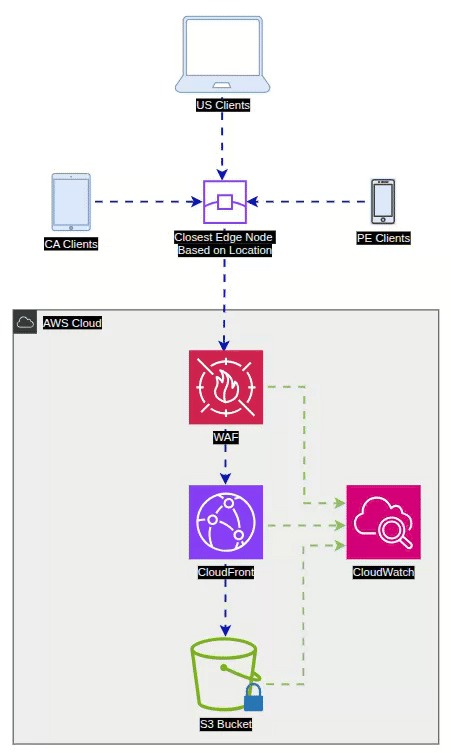 US Clients
CA Clients
Closest Edge Node
Based on Location
PE Clients
AWS Cloud
WAF
CloudFront
CloudWatch
S3 Bucket